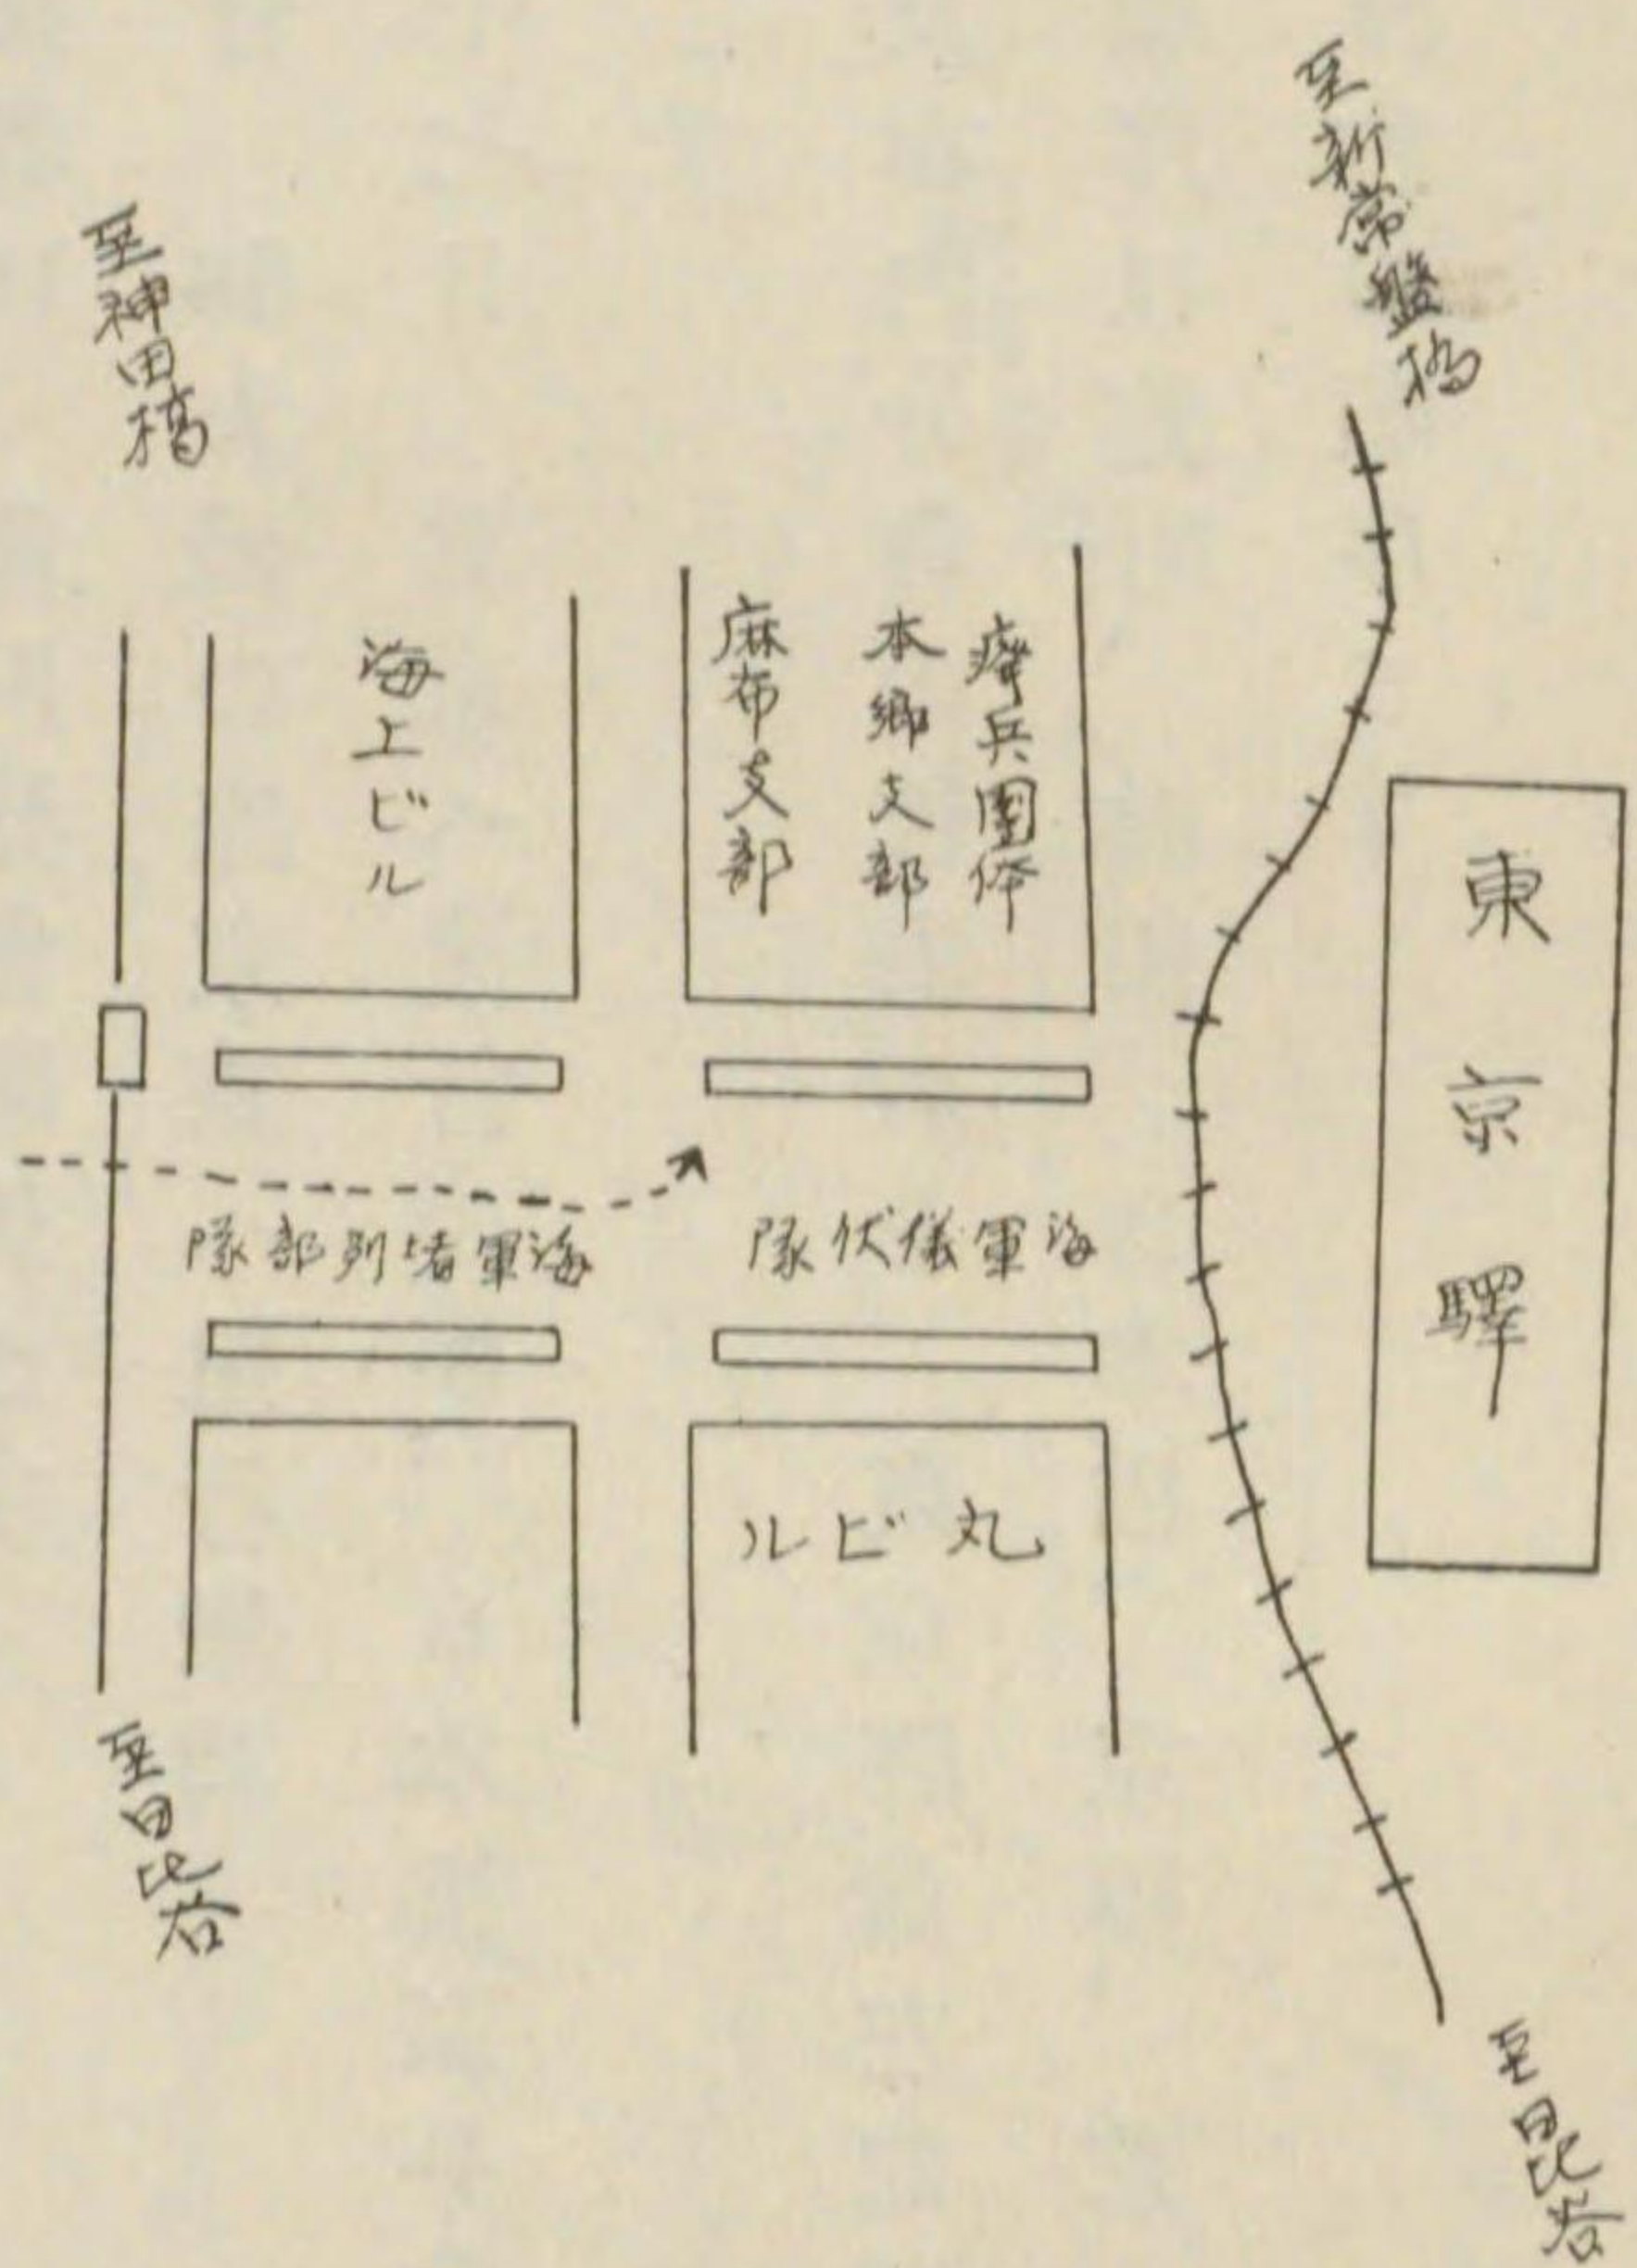 至新常盤橋
至神田橋
東京驛
癈兵團体
本郷支部
麻布支部
海上ビル
海軍儀仗隊
海軍堵列部隊
丸ビル
至日比谷
至日比谷